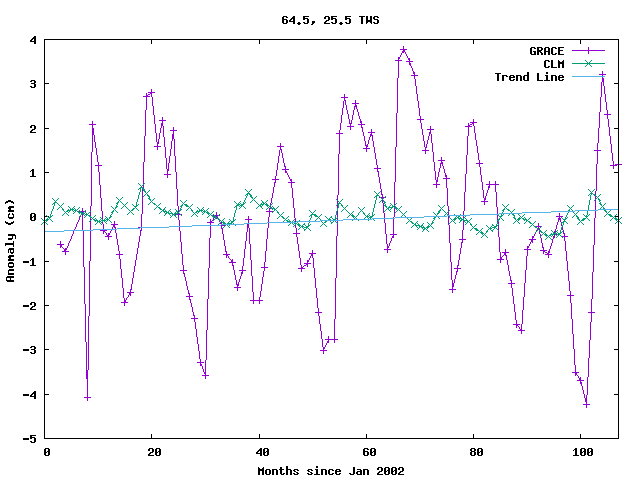 64.5, 25.5 TWS
GRACE
CLM
Trend Line
4
3
2
1
0
-1
-2
-3
-4
-5
Anomaly (cm)
0 20 40 60 80 100
Months since Jan 2002